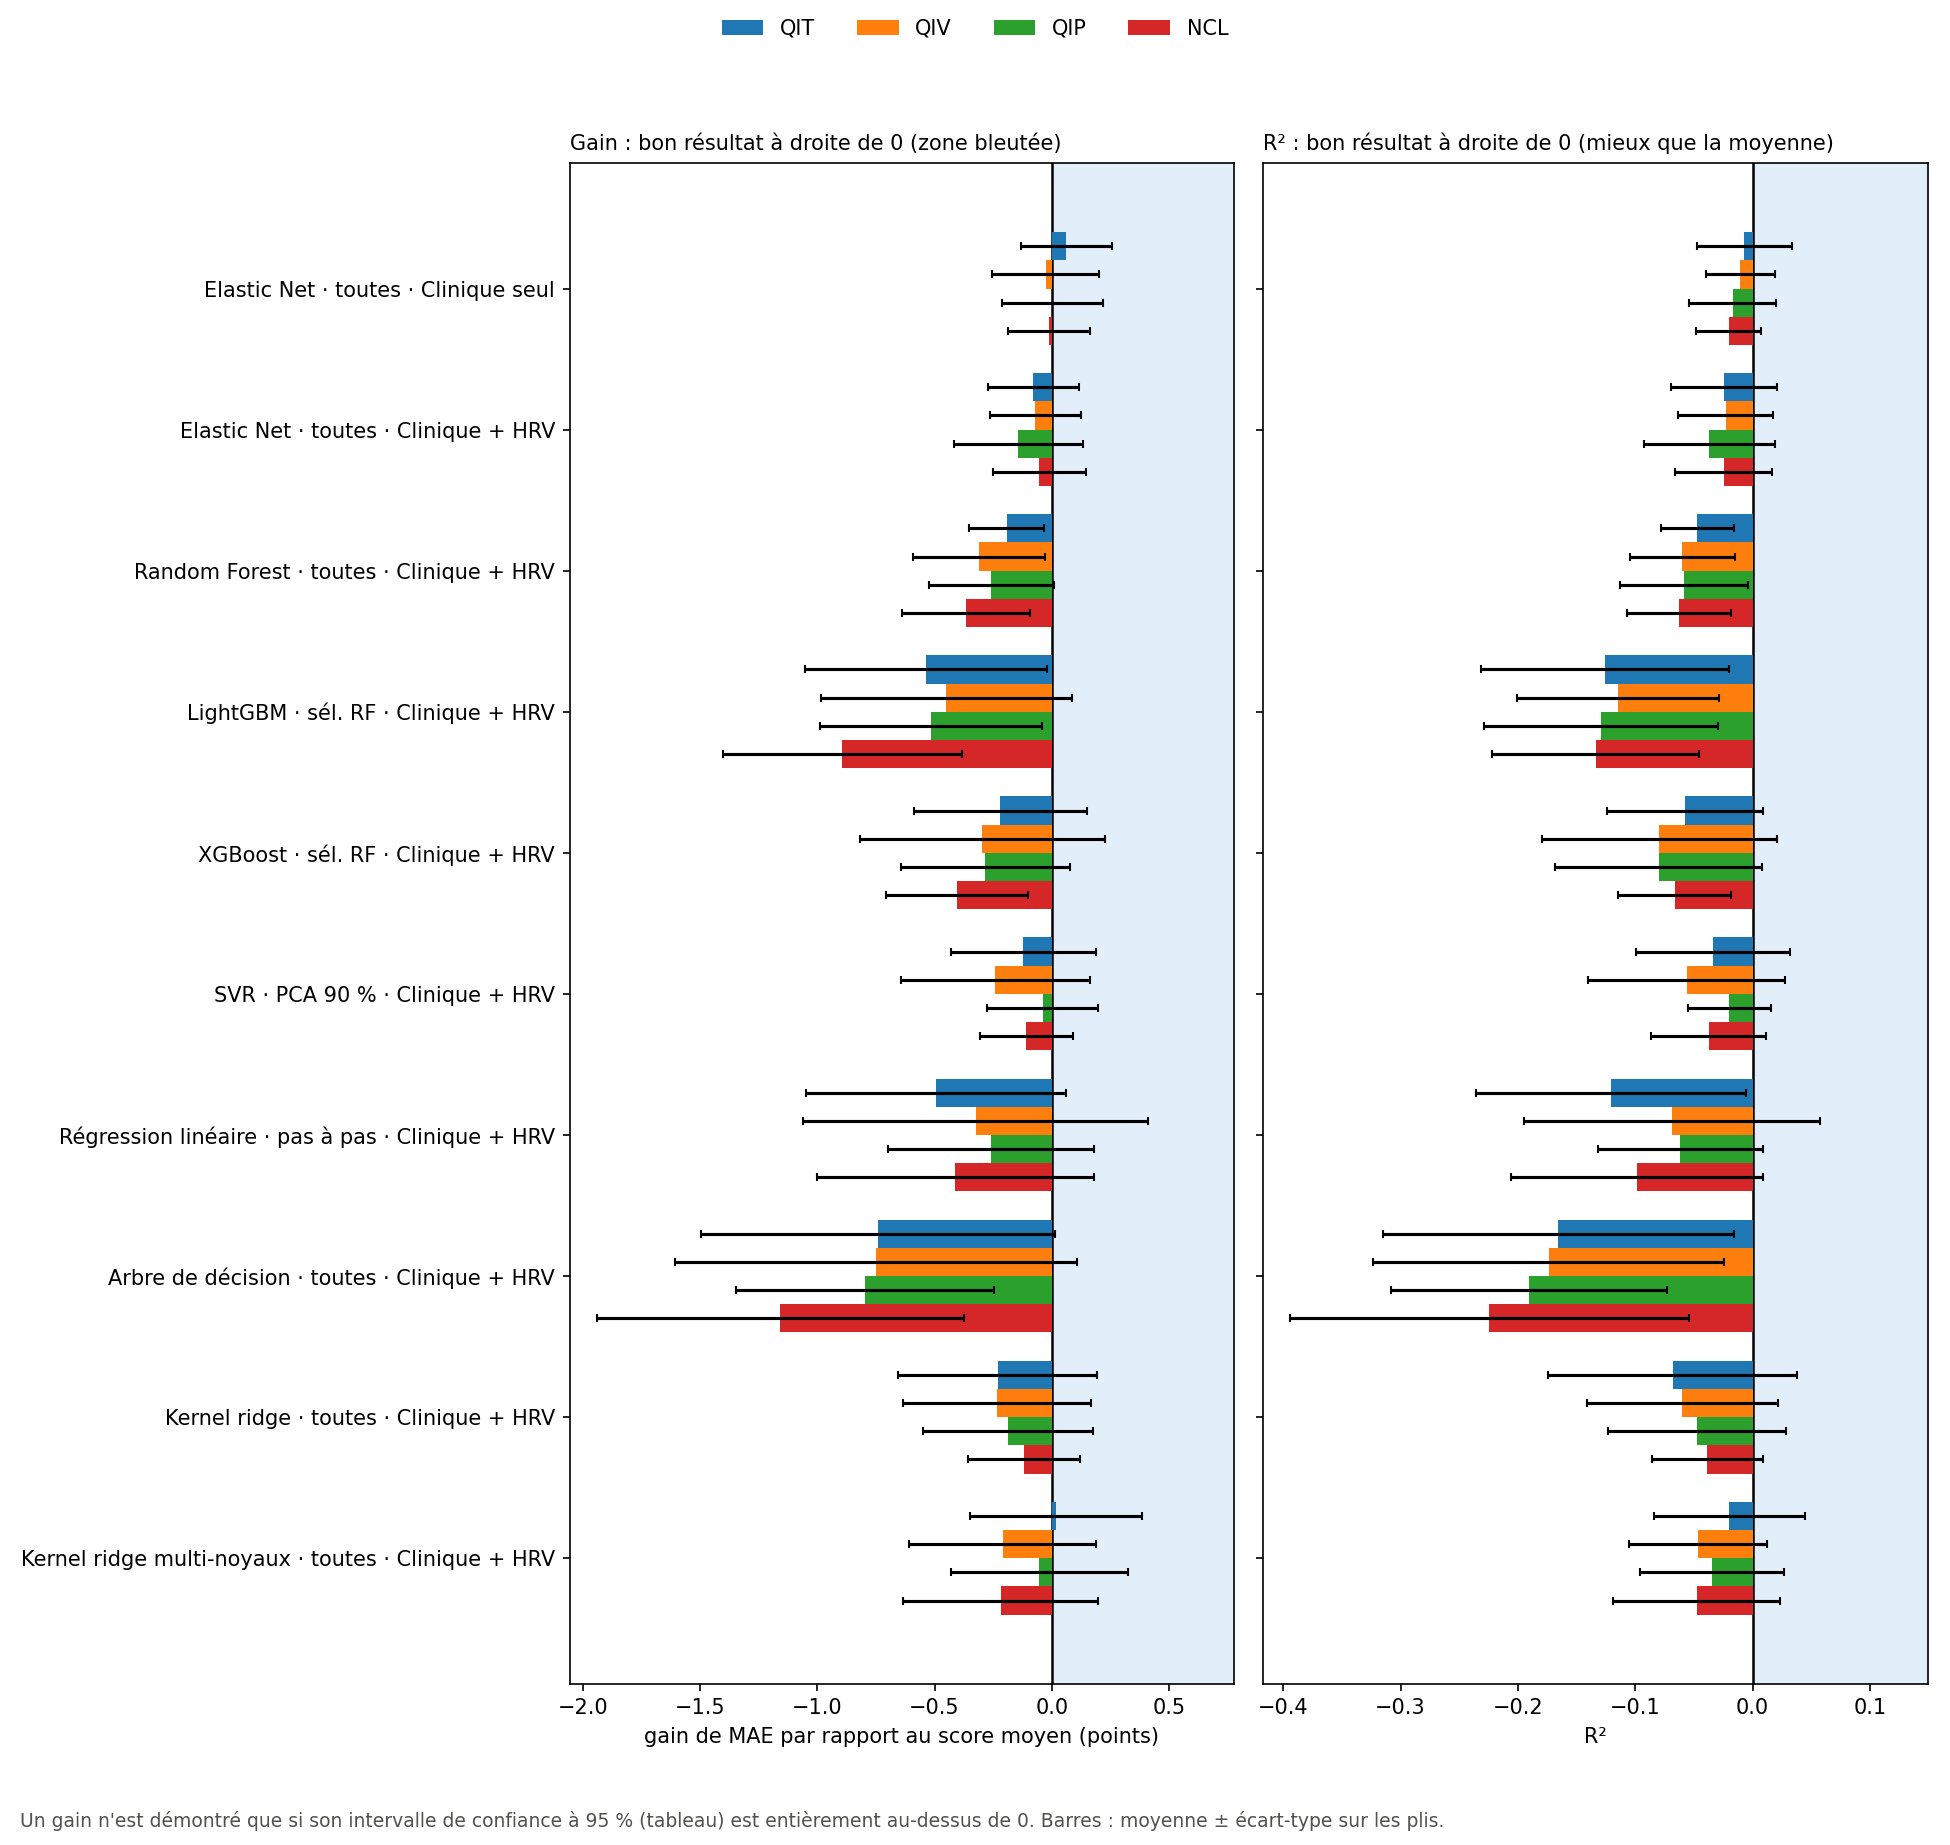 QIT QIV QIP NCL
Gain : bon résultat à droite de 0 (zone bleutée)
R² : bon résultat à droite de 0 (mieux que la moyenne)
Elastic Net · toutes · Clinique seul
Elastic Net · toutes · Clinique + HRV
Random Forest · toutes · Clinique + HRV
LightGBM · sél. RF · Clinique + HRV
XGBoost · sél. RF · Clinique + HRV
SVR · PCA 90 % · Clinique + HRV
Régression linéaire · pas à pas · Clinique + HRV
Arbre de décision · toutes · Clinique + HRV
Kernel ridge · toutes · Clinique + HRV
Kernel ridge multi-noyaux · toutes · Clinique + HRV
−2.0 −1.5 −1.0 −0.5 0.0 0.5
gain de MAE par rapport au score moyen (points)
−0.4 −0.3 −0.2 −0.1 0.0 0.1
R²
Un gain n'est démontré que si son intervalle de confiance à 95 % (tableau) est entièrement au-dessus de 0. Barres : moyenne ± écart-type sur les plis.